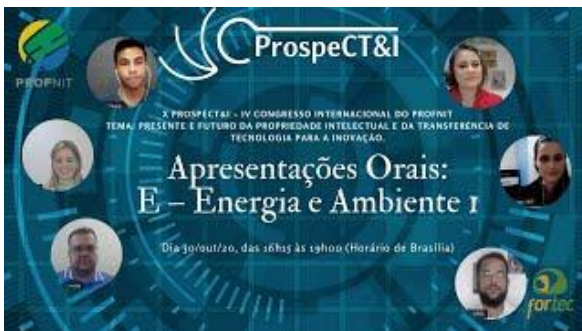 ProspeCT&I
PROFNIT
X PROSPECT&I – IV CONGRESSO INTERNACIONAL DO PROFNIT
TEMA: PRESENTE E FUTURO DA PROPRIEDADE INTELECTUAL E DA TRANSFERÊNCIA DE
TECNOLOGIA PARA A INOVAÇÃO.
Apresentações Orais:
E – Energia e Ambiente 1
Dia 30/out/20, das 16h15 às 19h00 (Horário de Brasília)
fortec